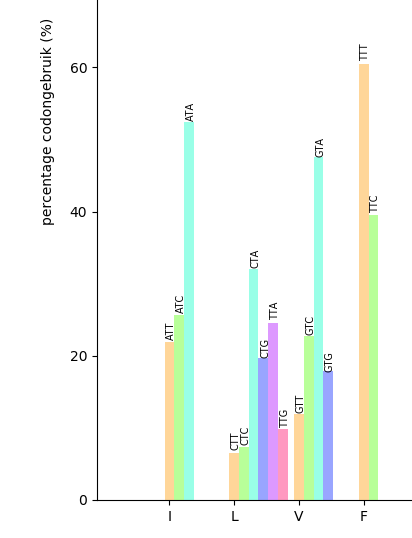 percentage codongebruik (%)
60
40
20
0
ATT
ATC
ATA
CTT
CTC
CTA
CTG
TTA
TTG
GTT
GTC
GTA
GTG
TTT
TTC
I
L
V
F